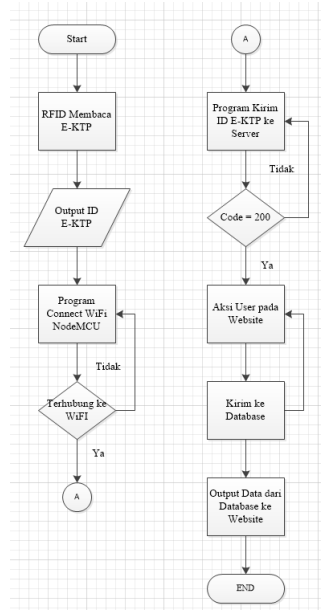 Start
RFID Membaca
E-KTP
Output ID
E-KTP
Program
Connect WiFi
NodeMCU
Tidak
Terhubung ke
WiFI
Ya
A
A
Program Kirim
ID E-KTP ke
Server
Tidak
Code = 200
Ya
Aksi User pada
Website
Kirim ke
Database
Output Data dari
Database ke
Website
END